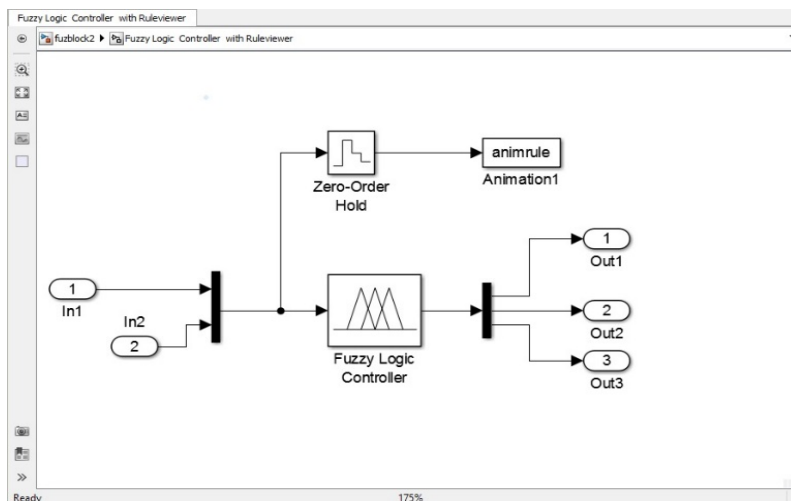 Fuzzy Logic Controller with Ruleviewer
fuzblock2 Fuzzy Logic Controller with Ruleviewer
animrule
Zero-Order
Hold
Animation1
1
Out1
1
In1
In2
2
2
Out2
Fuzzy Logic
Controller
3
Out3
Ready 175%